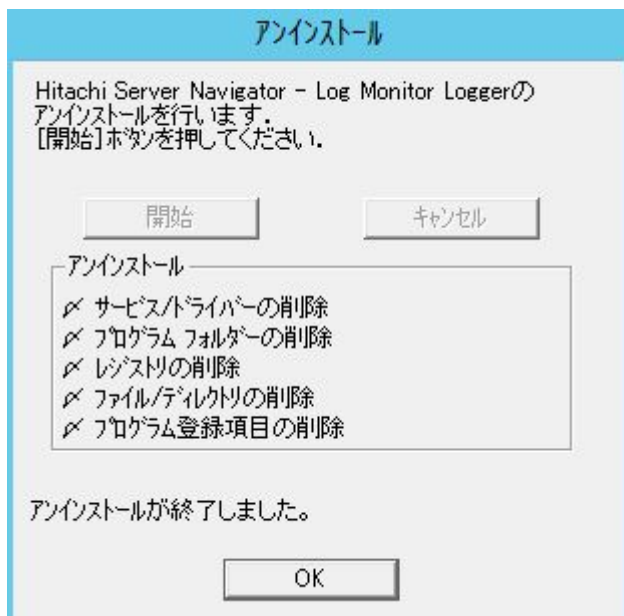 アンインストール
Hitachi Server Navigator - Log Monitor Loggerの
アンインストールを行います.
[開始]ボタンを押してください.
開始
キャンセル
アンインストール
サービス/ドライバーの削除
プログラム フォルダーの削除
レジストリの削除
ファイル/ディレクトリの削除
プログラム登録項目の削除
アンインストールが終了しました。
OK